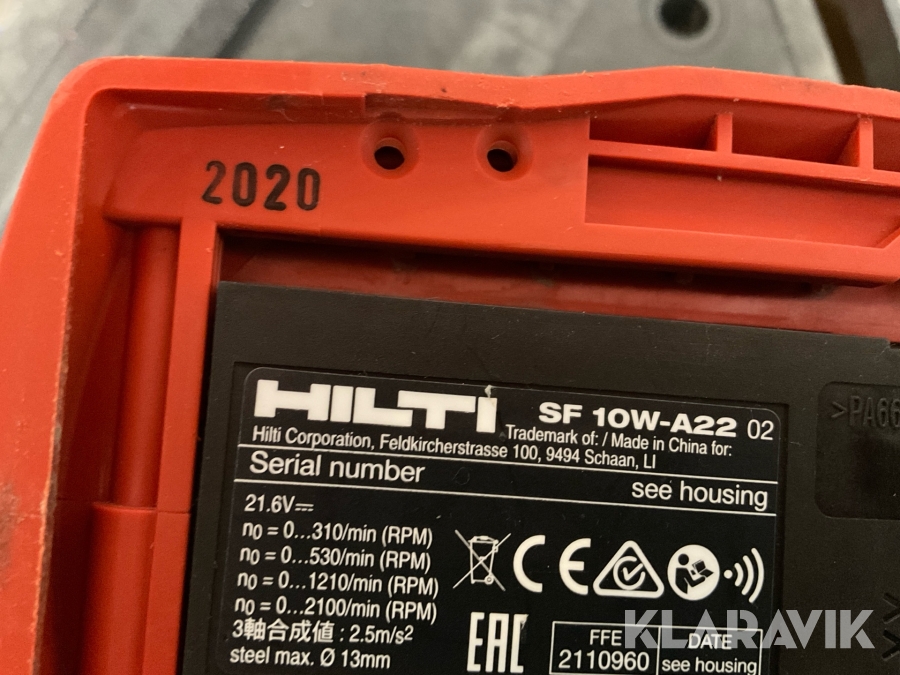 2020
HILTI SF 10W-A22 02
Trademark of: / Made in China for:
Hilti Corporation, Feldkircherstrasse 100, 9494 Schaan, LI
Serial number see housing
21.6V⎓
n0 = 0...310/min (RPM)
n0 = 0...530/min (RPM)
n0 = 0...1210/min (RPM)
n0 = 0...2100/min (RPM)
3軸合成値 : 2.5m/s²
steel max. Ø 13mm
CE
EAC
FFE
2110960
DATE
see housing
>PA66
KLARAVIK